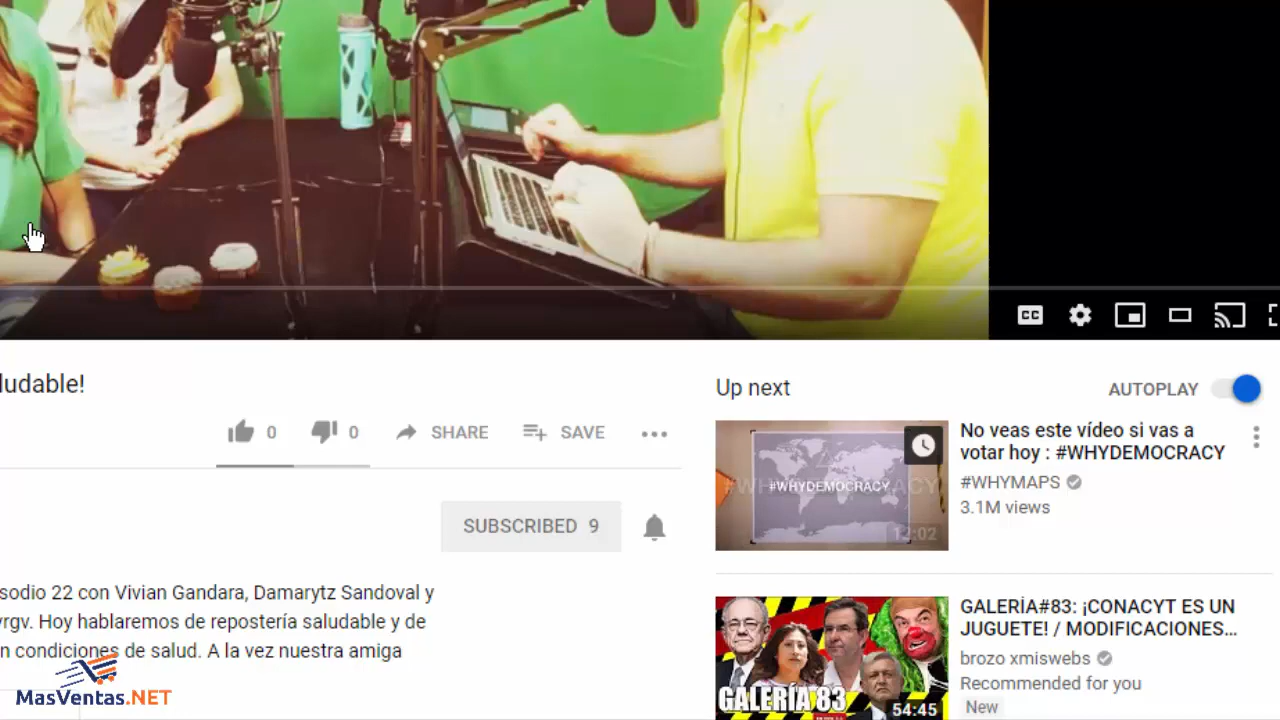 CC
ludable!
0
0
SHARE
SAVE
SUBSCRIBED 9
sodio 22 con Vivian Gandara, Damarytz Sandoval y
rgv. Hoy hablaremos de repostería saludable y de
n condiciones de salud. A la vez nuestra amiga
MasVentas.NET
Up next
AUTOPLAY
#WHYDEMOCRACY
12:02
No veas este vídeo si vas a
votar hoy : #WHYDEMOCRACY
#WHYMAPS
3.1M views
GALERÍA 83
54:45
GALERÍA#83: ¡CONACYT ES UN
JUGUETE! / MODIFICACIONES...
brozo xmiswebs
Recommended for you
New